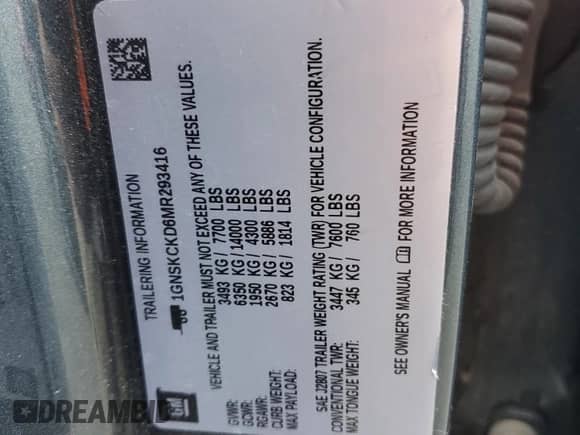 TRAILERING INFORMATION
1GNSKCKD6MR293416
VEHICLE AND TRAILER MUST NOT EXCEED ANY OF THESE VALUES.
GVWR: 3493 KG / 7700 LBS
GCWR: 6350 KG / 14000 LBS
RGAWR: 1950 KG / 4300 LBS
CURB WEIGHT: 2670 KG / 5886 LBS
MAX PAYLOAD: 823 KG / 1814 LBS
SAE J2807 TRAILER WEIGHT RATING (TWR) FOR VEHICLE CONFIGURATION.
CONVENTIONAL TWR: 3447 KG / 7600 LBS
MAX TONGUE WEIGHT: 345 KG / 760 LBS
SEE OWNER'S MANUAL FOR MORE INFORMATION
GM
DREAMBID